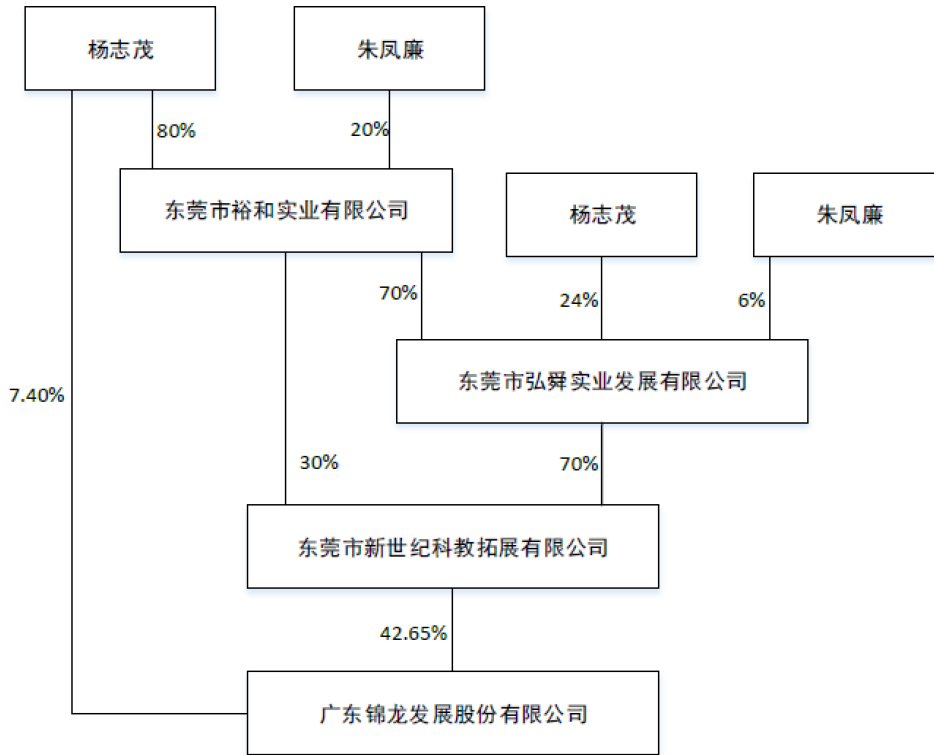 杨志茂
朱凤廉
80%
20%
东莞市裕和实业有限公司
杨志茂
朱凤廉
70%
24%
6%
东莞市弘舜实业发展有限公司
7.40%
30%
70%
东莞市新世纪科教拓展有限公司
42.65%
广东锦龙发展股份有限公司